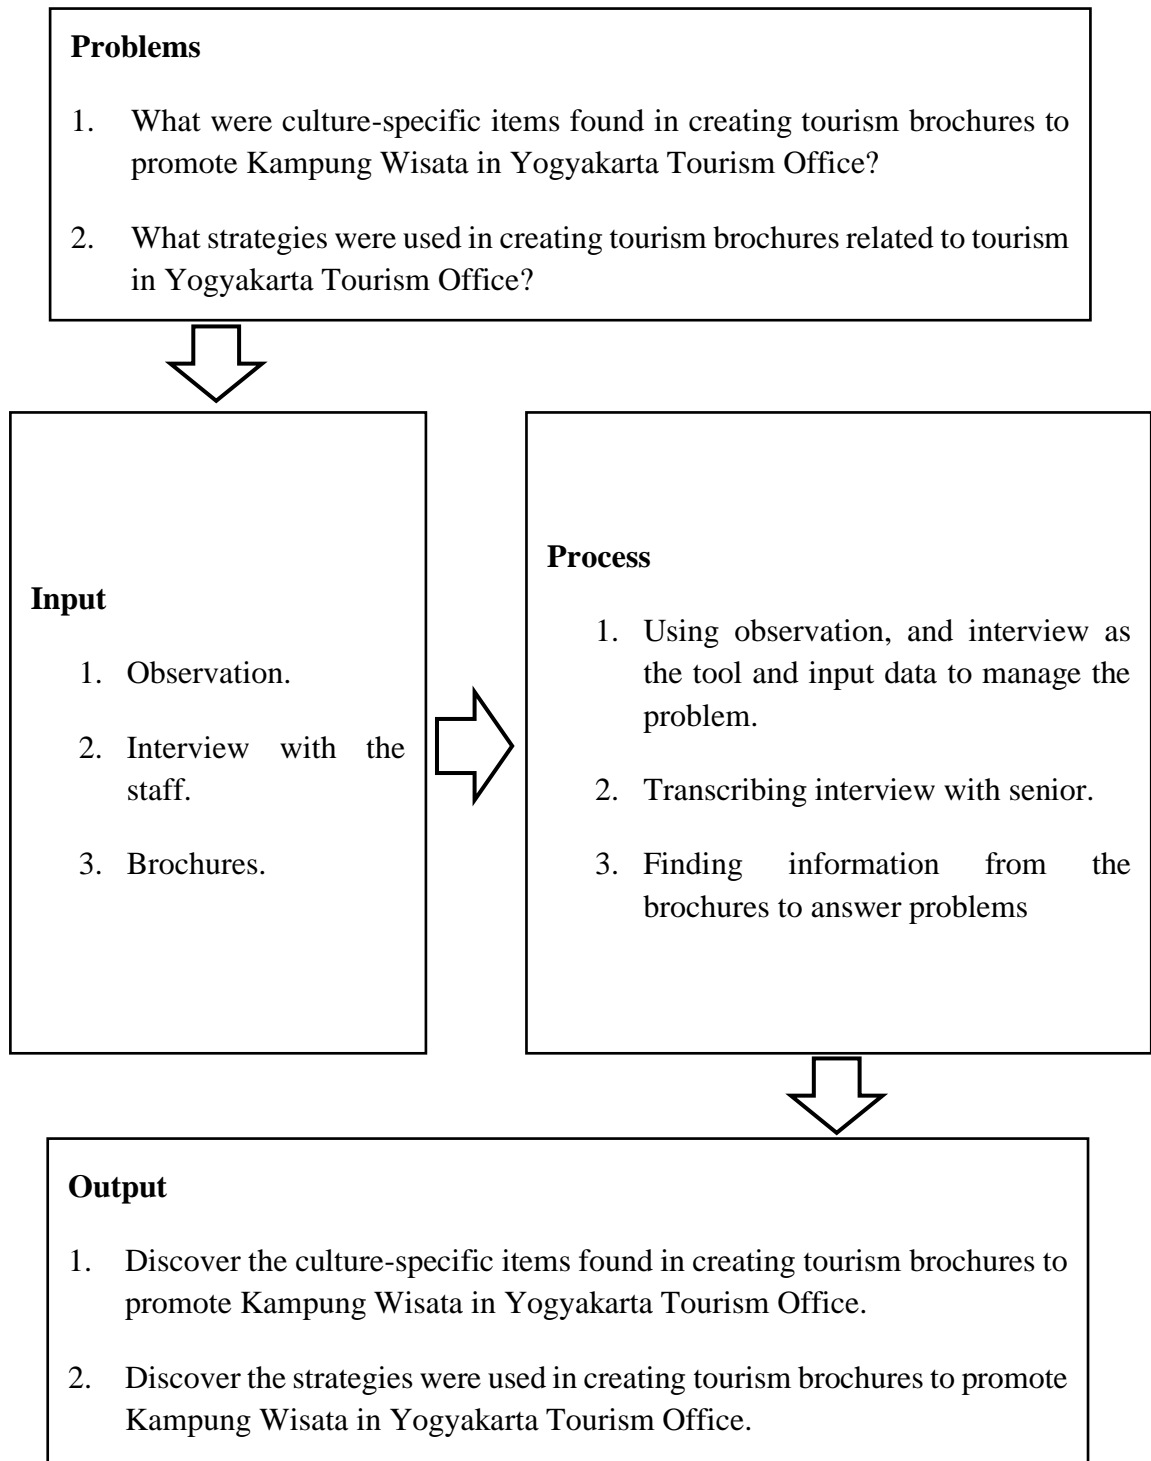 Problems
1. What were culture-specific items found in creating tourism brochures to
promote Kampung Wisata in Yogyakarta Tourism Office?
2. What strategies were used in creating tourism brochures related to tourism
in Yogyakarta Tourism Office?
Input
1. Observation.
2. Interview with the
staff.
3. Brochures.
Process
1. Using observation, and interview as
the tool and input data to manage the
problem.
2. Transcribing interview with senior.
3. Finding information from the
brochures to answer problems
Output
1. Discover the culture-specific items found in creating tourism brochures to
promote Kampung Wisata in Yogyakarta Tourism Office.
2. Discover the strategies were used in creating tourism brochures to promote
Kampung Wisata in Yogyakarta Tourism Office.